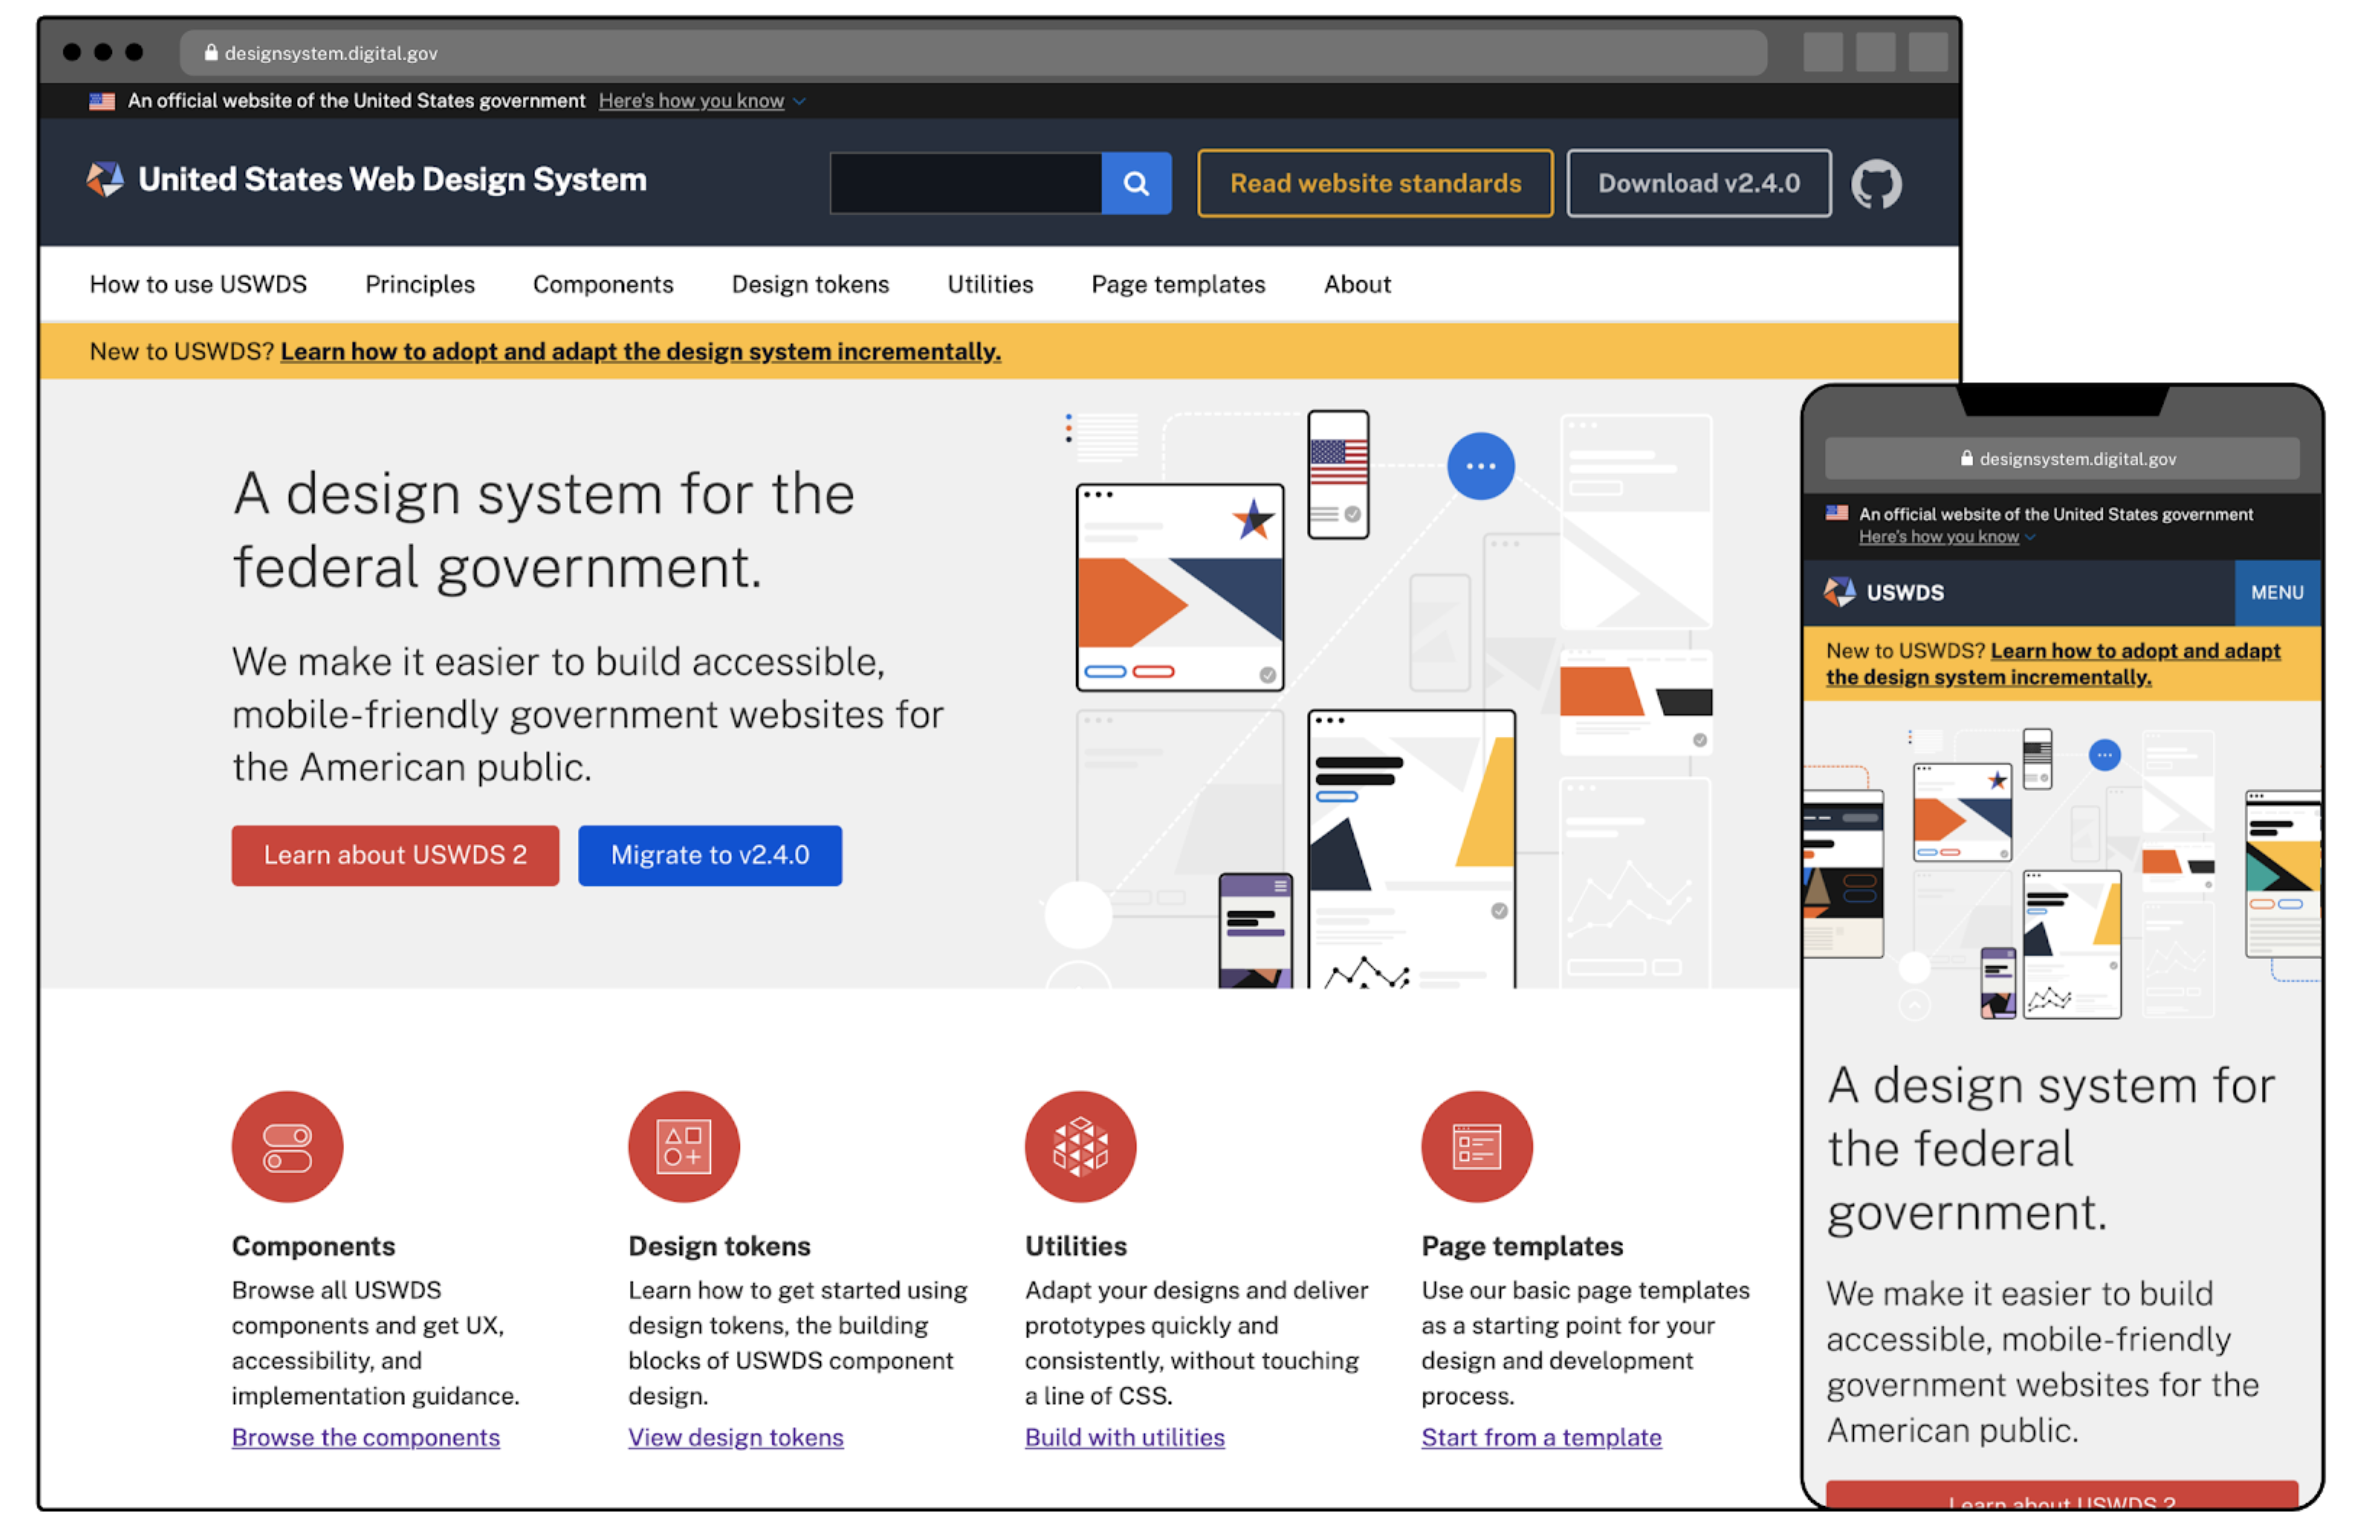 designsystem.digital.gov
An official website of the United States government Here's how you know
United States Web Design System
Read website standards
Download v2.4.0
How to use USWDS Principles Components Design tokens Utilities Page templates About
New to USWDS? Learn how to adopt and adapt the design system incrementally.
A design system for the
federal government.
We make it easier to build accessible,
mobile-friendly government websites for
the American public.
Learn about USWDS 2
Migrate to v2.4.0
Components
Browse all USWDS
components and get UX,
accessibility, and
implementation guidance.
Browse the components
Design tokens
Learn how to get started using
design tokens, the building
blocks of USWDS component
design.
View design tokens
Utilities
Adapt your designs and deliver
prototypes quickly and
consistently, without touching
a line of CSS.
Build with utilities
Page templates
Use our basic page templates
as a starting point for your
design and development
process.
Start from a template
designsystem.digital.gov
An official website of the United States government
Here's how you know
USWDS
MENU
New to USWDS? Learn how to adopt and adapt
the design system incrementally.
A design system for
the federal
government.
We make it easier to build
accessible, mobile-friendly
government websites for the
American public.
Learn about USWDS 2